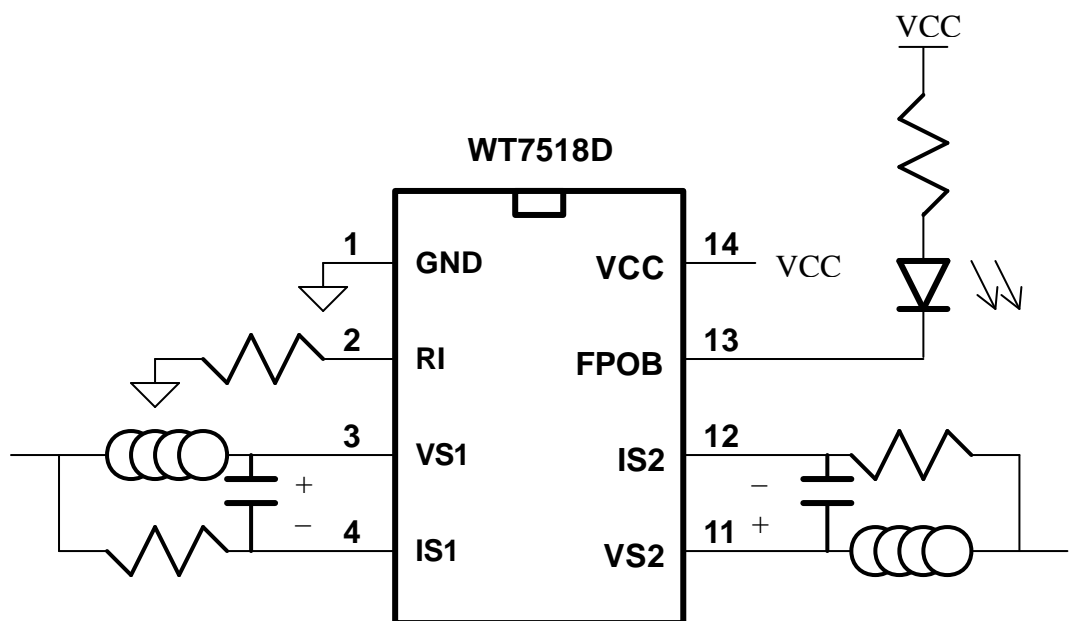 VCC
WT7518D
1 GND VCC 14 VCC
2 RI FPOB 13
3 VS1 IS2 12
+ −
− +
4 IS1 VS2 11